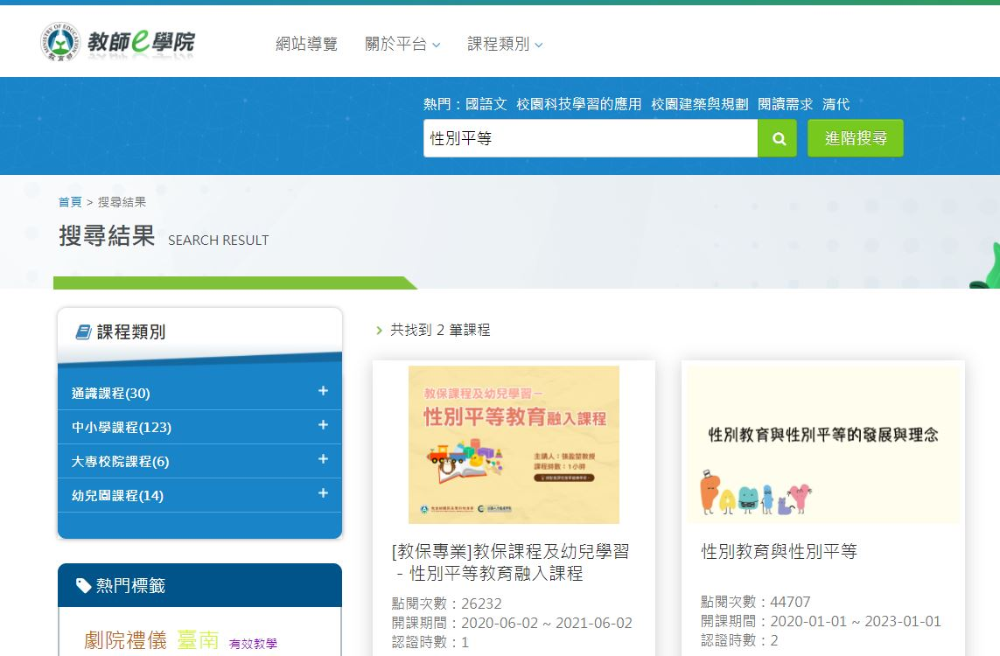 MINISTRY OF EDUCATION
教育部
教師e學院
網站導覽 關於平台 課程類別
熱門：國語文 校園科技學習的應用 校園建築與規劃 閱讀需求 清代
性別平等
進階搜尋
首頁 > 搜尋結果
搜尋結果 SEARCH RESULT
課程類別
通識課程(30) +
中小學課程(123) +
大專校院課程(6) +
幼兒園課程(14) +
熱門標籤
劇院禮儀 臺南 有效教學
共找到 2 筆課程
教保課程及幼兒學習－
性別平等教育融入課程
課程時數：1小時
[教保專業]教保課程及幼兒學習
- 性別平等教育融入課程
點閱次數：26232
開課期間：2020-06-02 ~ 2021-06-02
認證時數：1
性別教育與性別平等的發展與理念
性別教育與性別平等
點閱次數：44707
開課期間：2020-01-01 ~ 2023-01-01
認證時數：2